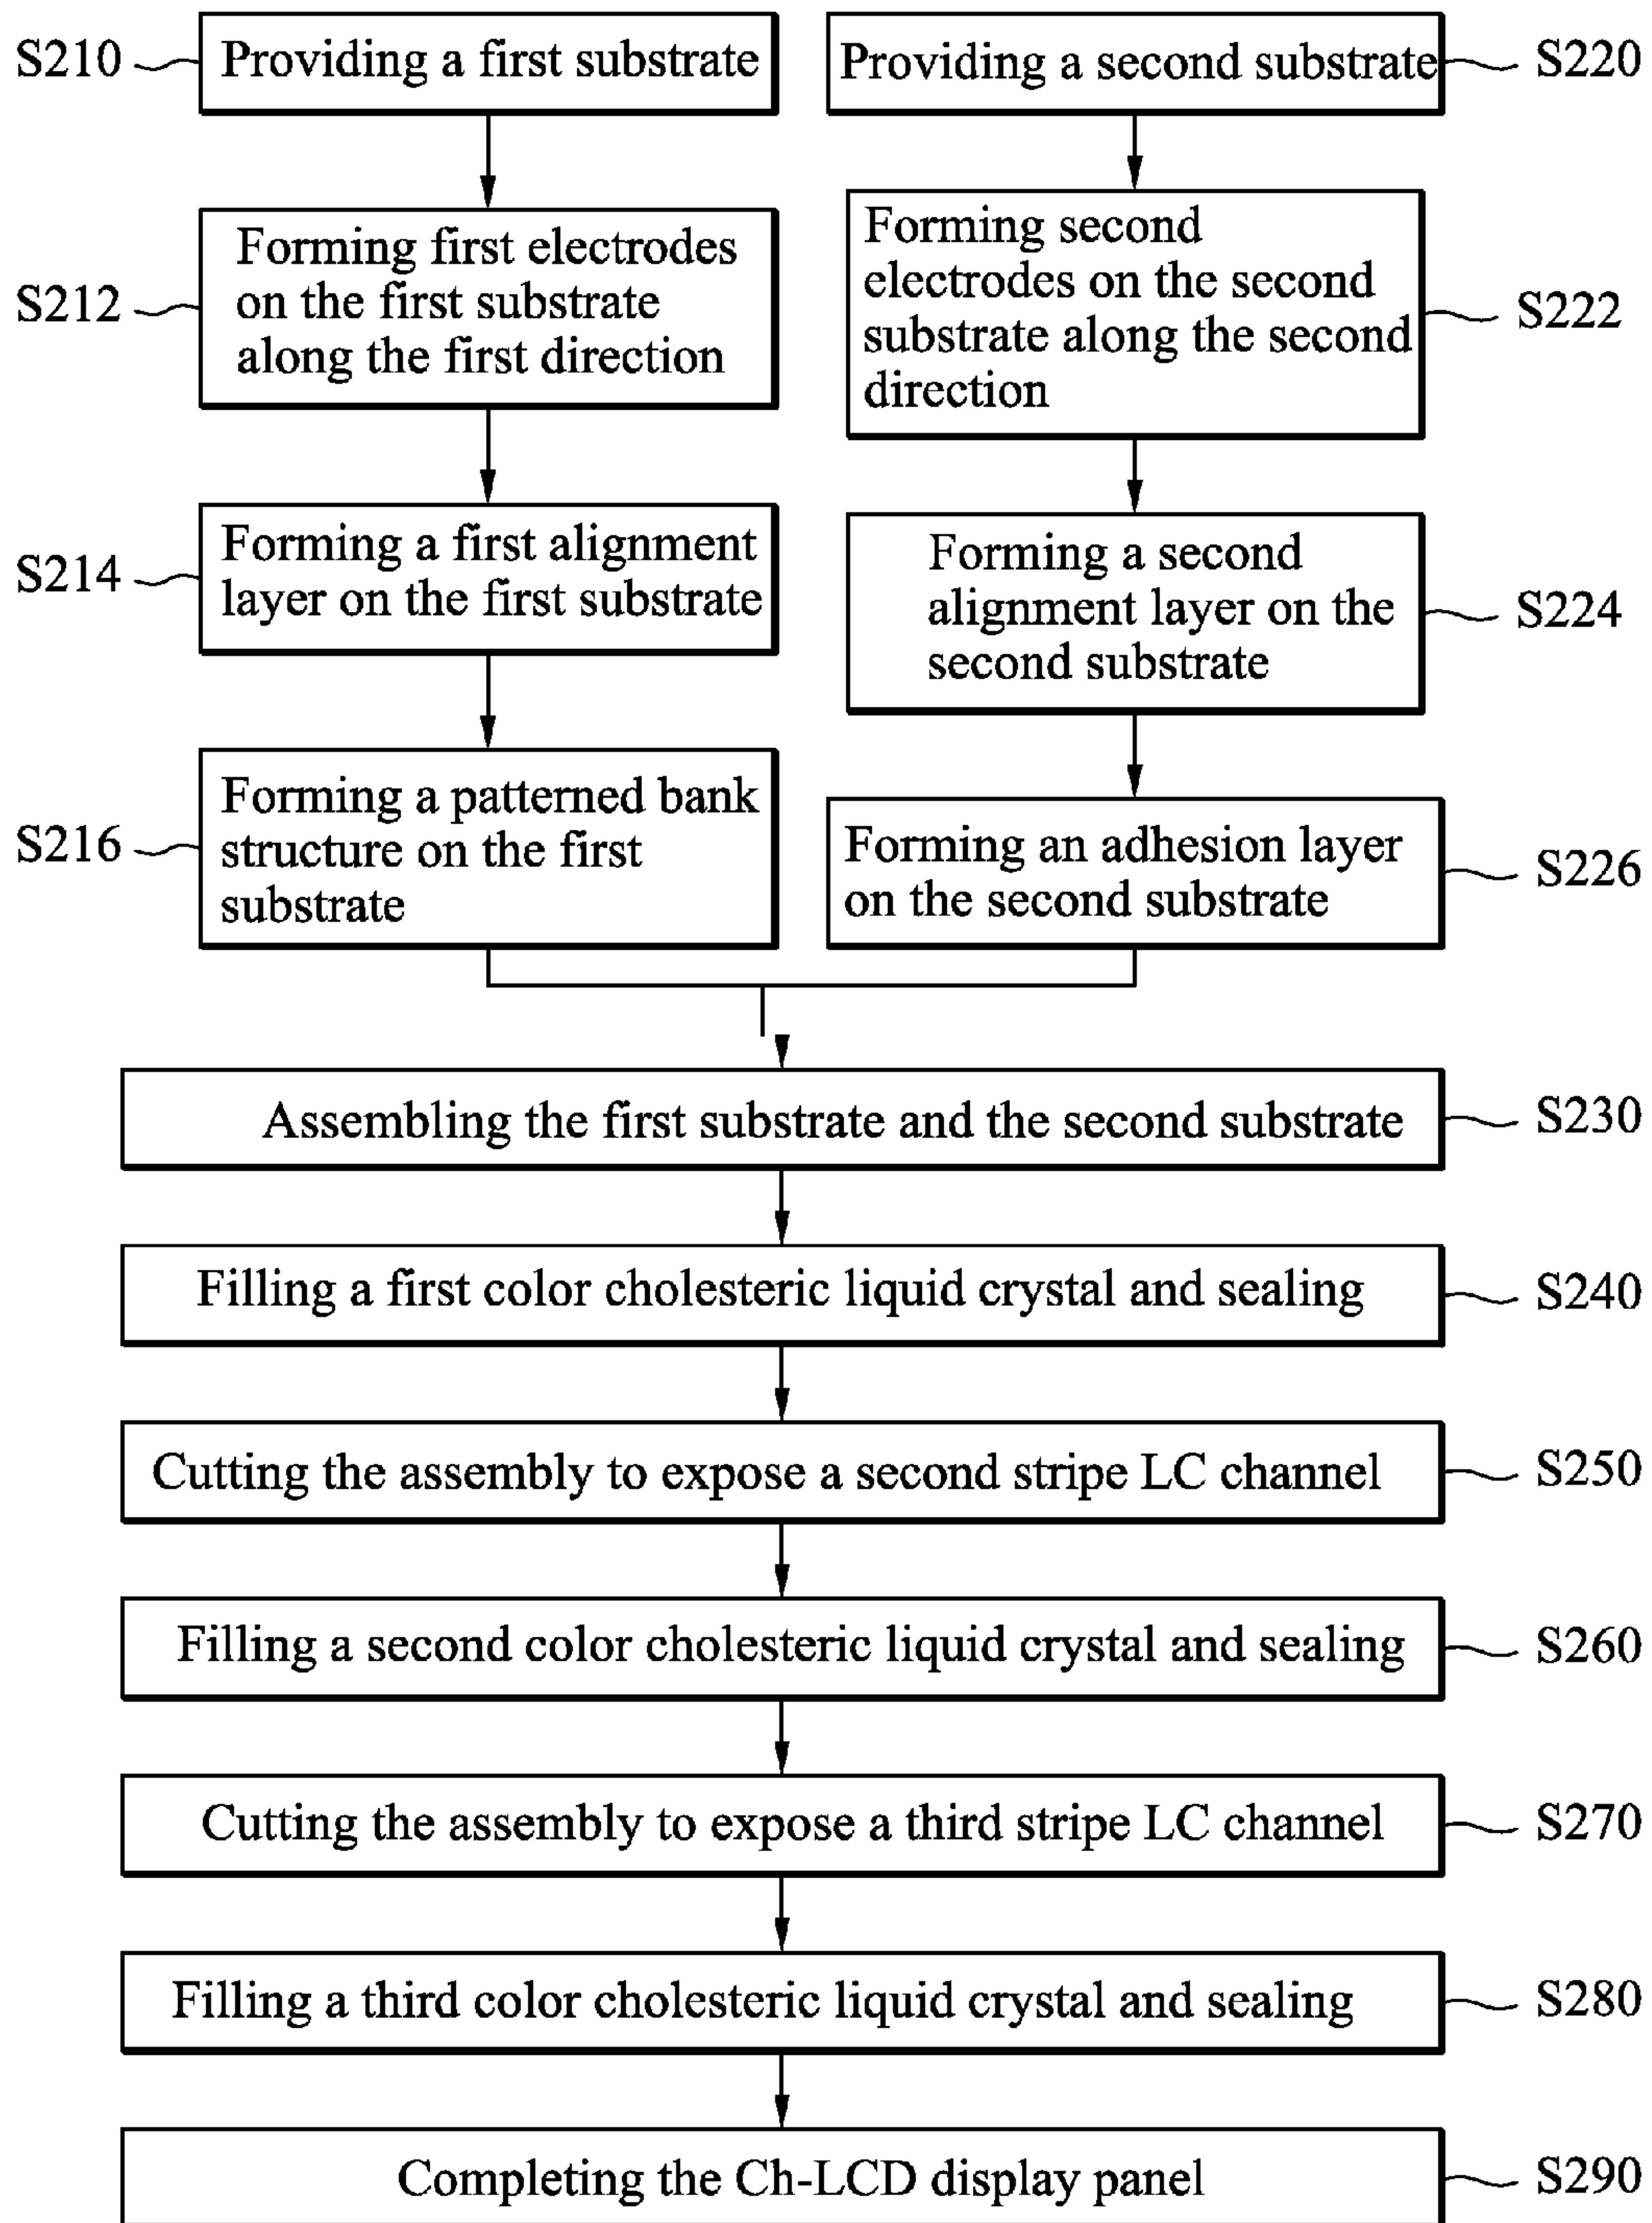 S210
Providing a first substrate
S212
Forming first electrodes
on the first substrate
along the first direction
S214
Forming a first alignment
layer on the first substrate
S216
Forming a patterned bank
structure on the first
substrate
Providing a second substrate
S220
Forming second
electrodes on the second
substrate along the second
direction
S222
Forming a second
alignment layer on the
second substrate
S224
Forming an adhesion layer
on the second substrate
S226
Assembling the first substrate and the second substrate
S230
Filling a first color cholesteric liquid crystal and sealing
S240
Cutting the assembly to expose a second stripe LC channel
S250
Filling a second color cholesteric liquid crystal and sealing
S260
Cutting the assembly to expose a third stripe LC channel
S270
Filling a third color cholesteric liquid crystal and sealing
S280
Completing the Ch-LCD display panel
S290